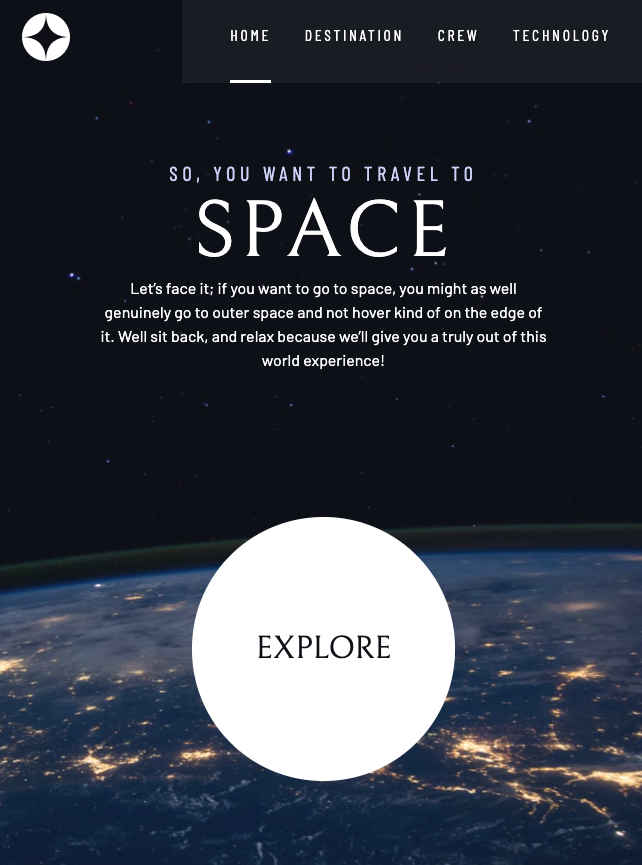 HOME DESTINATION CREW TECHNOLOGY
SO, YOU WANT TO TRAVEL TO
SPACE
Let’s face it; if you want to go to space, you might as well
genuinely go to outer space and not hover kind of on the edge of
it. Well sit back, and relax because we’ll give you a truly out of this
world experience!
EXPLORE